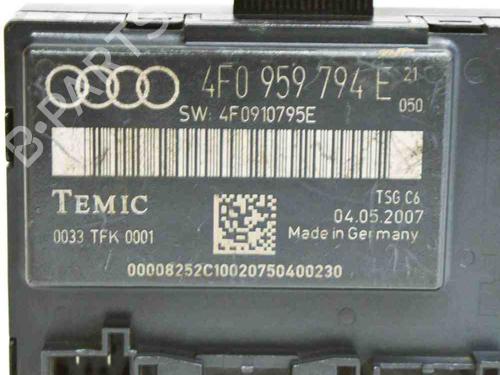 4F0 959 794 E 21
050
SW: 4F0910795E
TEMIC
TSG C6
04.05.2007
0033 TFK 0001
Made in Germany
00008252C10020750400230
B-PARTS